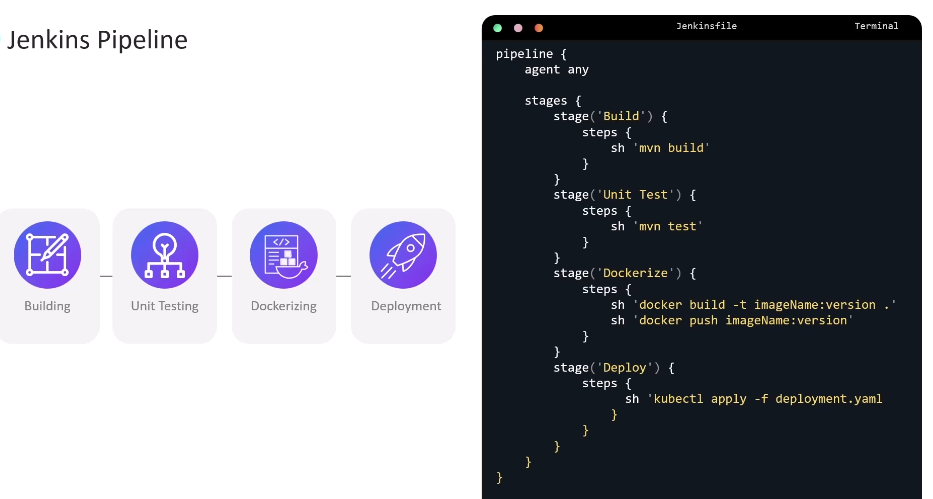 Jenkins Pipeline
Building
Unit Testing
Dockerizing
Deployment
Jenkinsfile
Terminal
pipeline {
    agent any

    stages {
        stage('Build') {
            steps {
                sh 'mvn build'
            }
        }
        stage('Unit Test') {
            steps {
                sh 'mvn test'
            }
        }
        stage('Dockerize') {
            steps {
                sh 'docker build -t imageName:version .'
                sh 'docker push imageName:version'
            }
        }
        stage('Deploy') {
            steps {
                  sh 'kubectl apply -f deployment.yaml
                }
            }
        }
    }
}